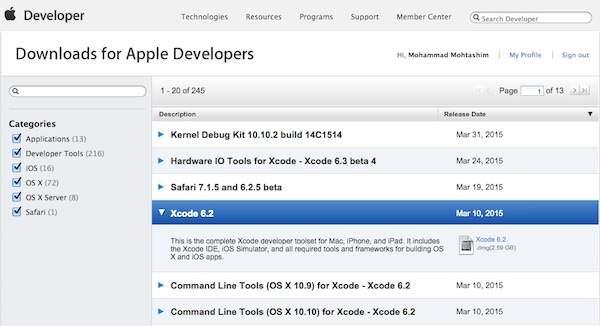 Developer
Technologies Resources Programs Support Member Center Search Developer
Downloads for Apple Developers
Hi, Mohammad Mohtashim My Profile Sign out
1 - 20 of 245 Page 1 of 13
Categories
Applications (13)
Developer Tools (216)
iOS (16)
OS X (72)
OS X Server (8)
Safari (1)
Description Release Date
Kernel Debug Kit 10.10.2 build 14C1514 Mar 31, 2015
Hardware IO Tools for Xcode - Xcode 6.3 beta 4 Mar 24, 2015
Safari 7.1.5 and 6.2.5 beta Mar 19, 2015
Xcode 6.2 Mar 10, 2015
This is the complete Xcode developer toolset for Mac, iPhone, and iPad. It includes
the Xcode IDE, iOS Simulator, and all required tools and frameworks for building OS
X and iOS apps.
Xcode 6.2
.dmg(2.59 GB)
Command Line Tools (OS X 10.9) for Xcode - Xcode 6.2 Mar 10, 2015
Command Line Tools (OS X 10.10) for Xcode - Xcode 6.2 Mar 10, 2015